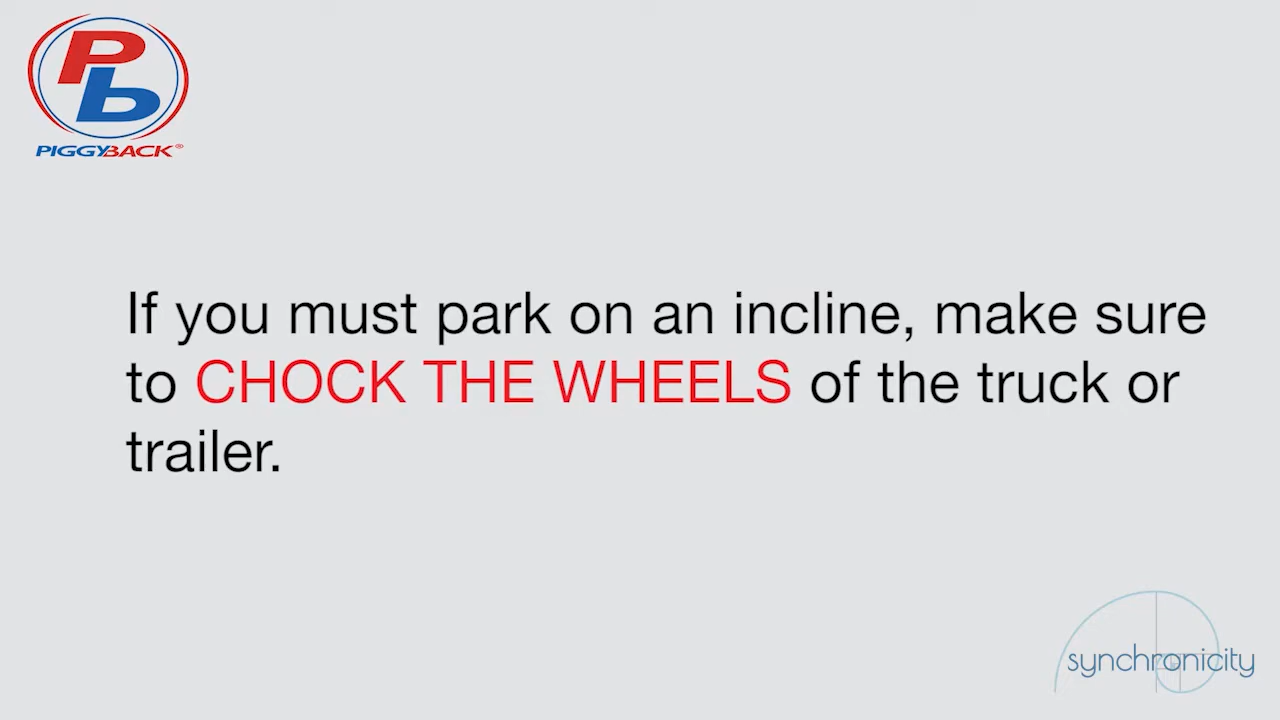 Pb
PIGGYBACK®
If you must park on an incline, make sure
to CHOCK THE WHEELS of the truck or
trailer.
synchronicity